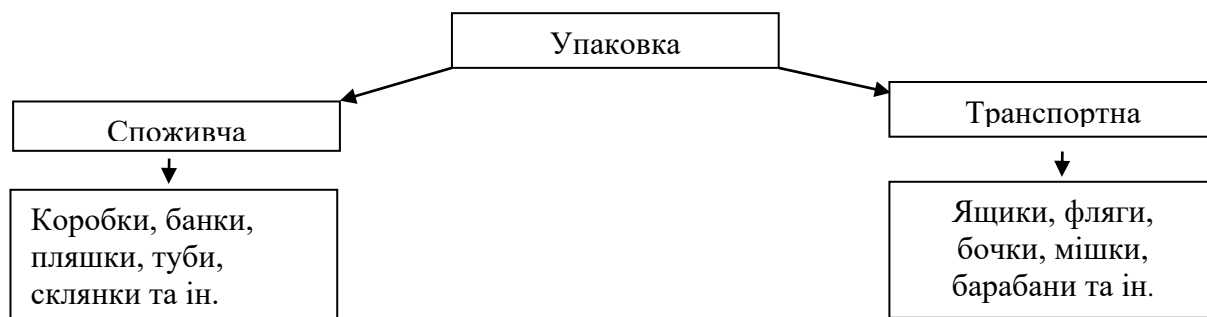 Упаковка
Споживча
Транспортна
Коробки, банки,
пляшки, туби,
склянки та ін.
Ящики, фляги,
бочки, мішки,
барабани та ін.